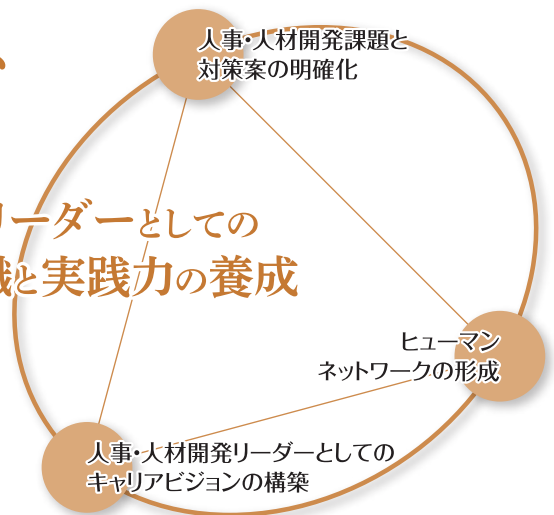 人事・人材開発課題と
対策案の明確化
リーダーとしての
識と実践力の養成
ヒューマン
ネットワークの形成
人事・人材開発リーダーとしての
キャリアビジョンの構築